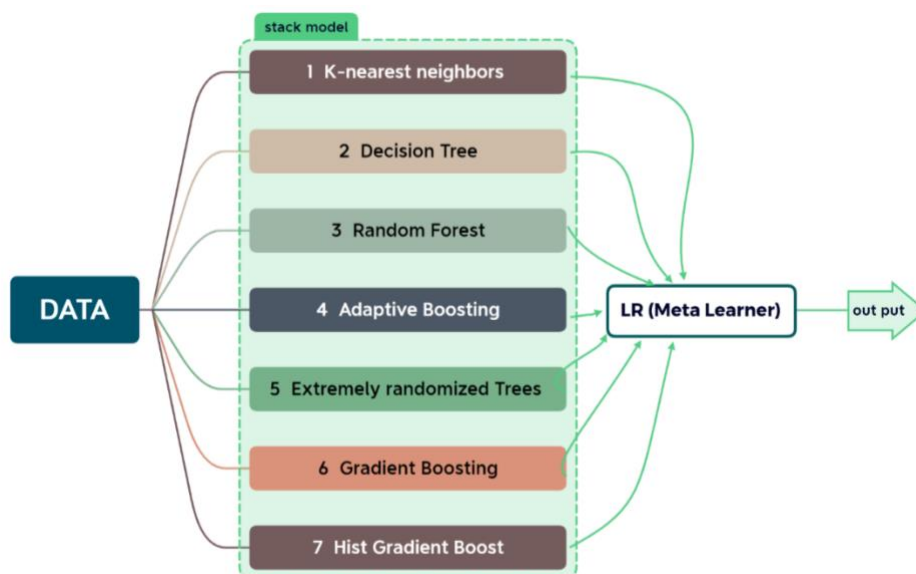 stack model
1 K-nearest neighbors
2 Decision Tree
3 Random Forest
DATA
4 Adaptive Boosting
LR (Meta Learner)
out put
5 Extremely randomized Trees
6 Gradient Boosting
7 Hist Gradient Boost